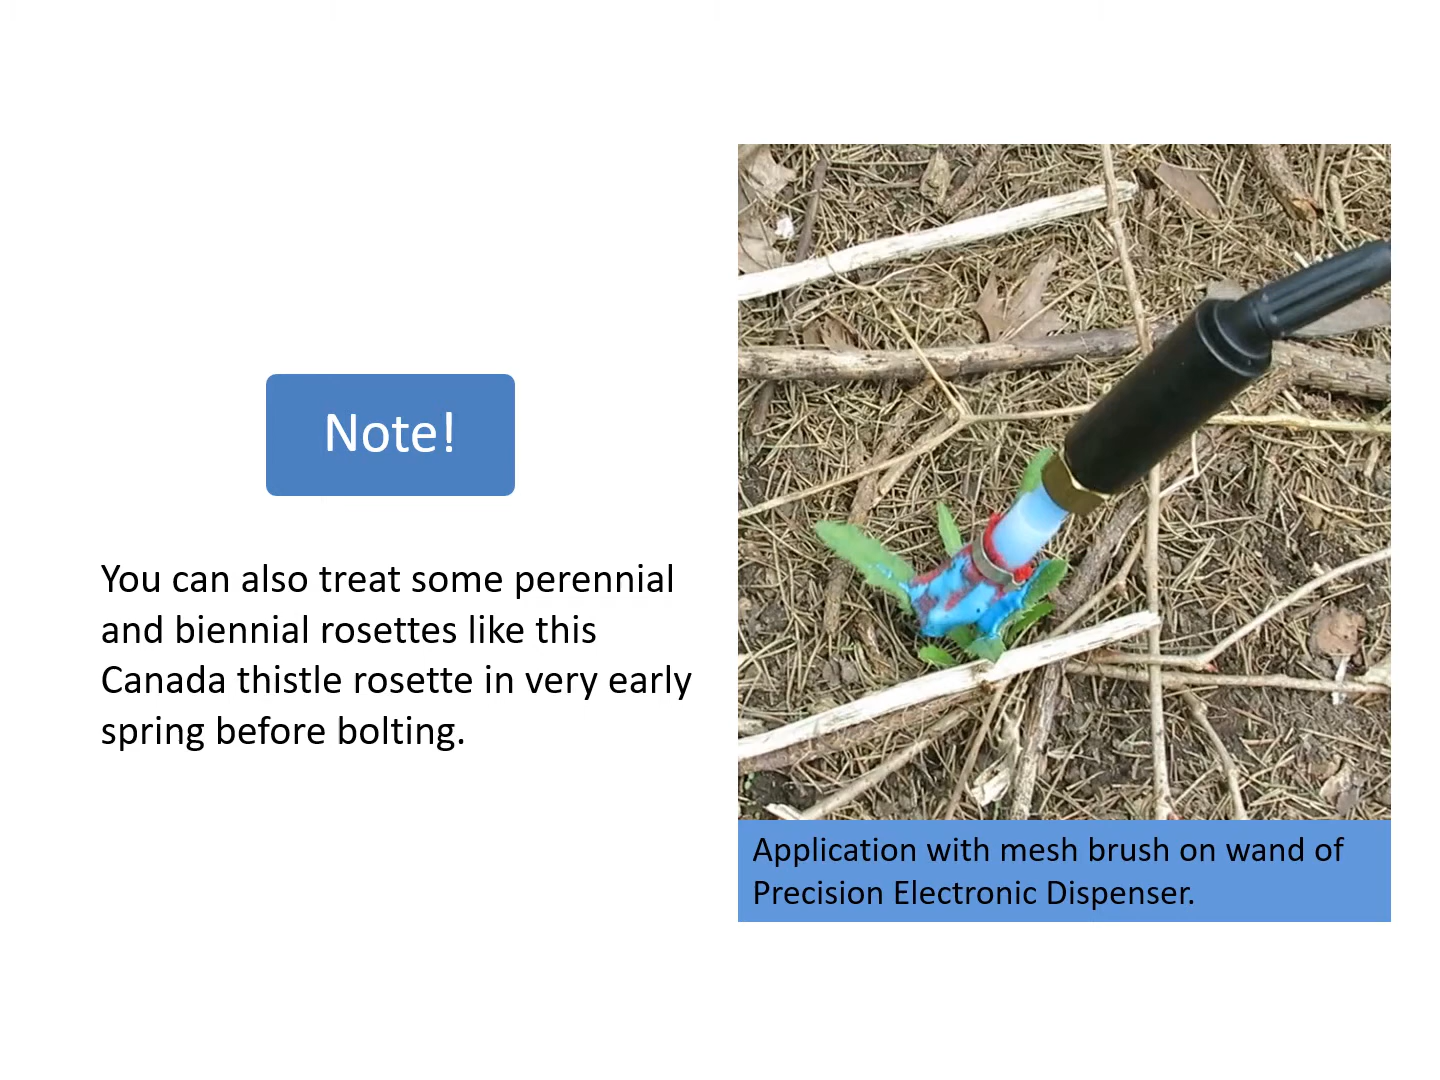 Note!
You can also treat some perennial
and biennial rosettes like this
Canada thistle rosette in very early
spring before bolting.
Application with mesh brush on wand of
Precision Electronic Dispenser.